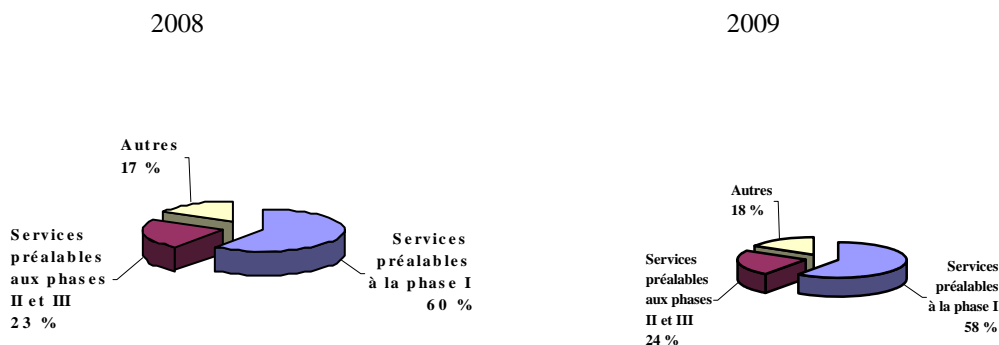 2008
Autres
17 %
Services
préalables
aux phases
II et III
23 %
Services
préalables
à la phase I
60 %
2009
Autres
18 %
Services
préalables
aux phases
II et III
24 %
Services
préalables
à la phase I
58 %